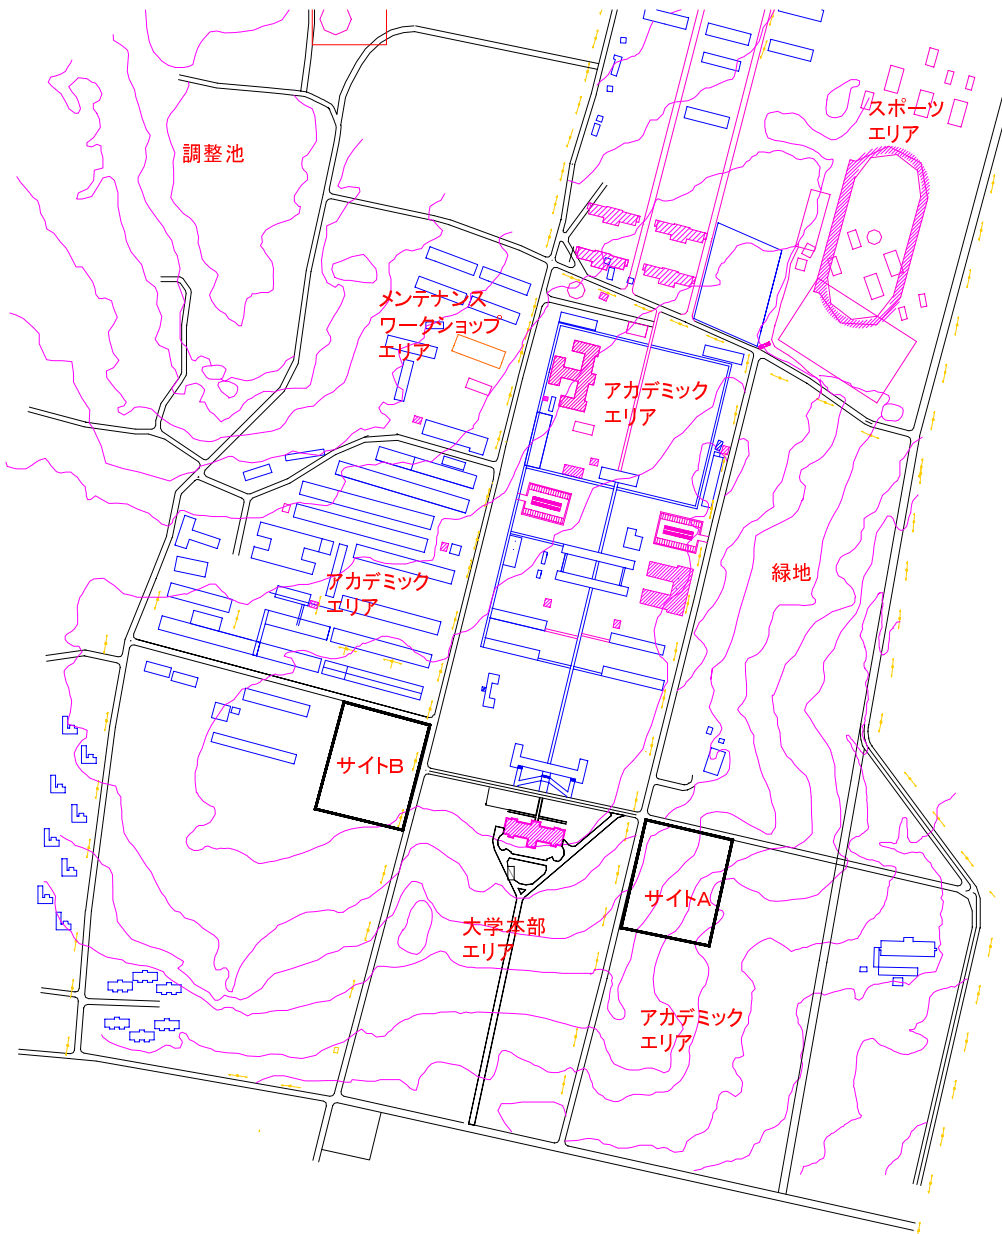 スポーツ
エリア
調整池
メンテナンス
ワークショップ
エリア
アカデミック
エリア
緑地
アカデミック
エリア
サイトB
サイトA
大学本部
エリア
アカデミック
エリア